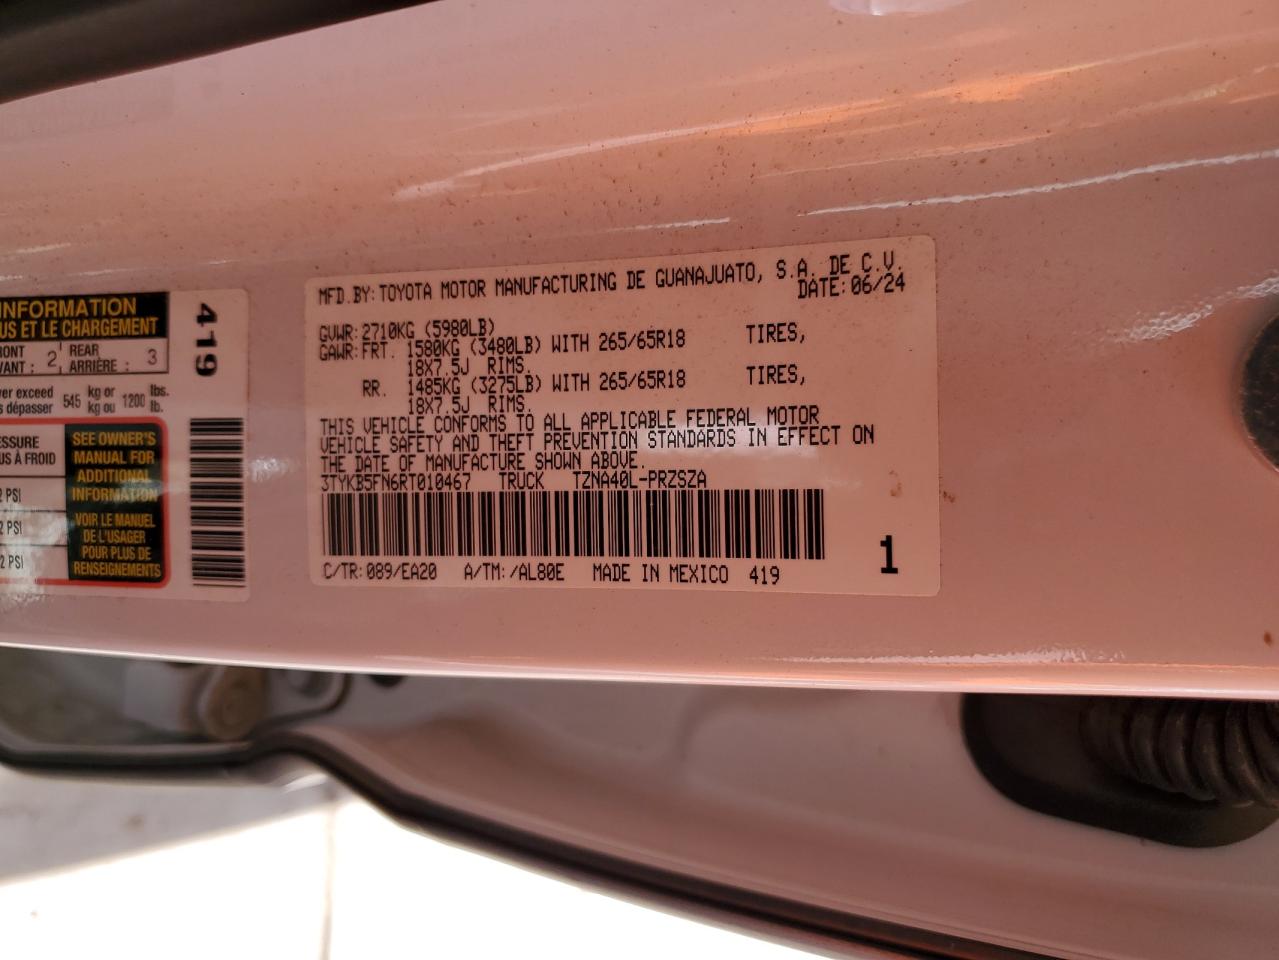 INFORMATION
US ET LE CHARGEMENT
RONT
VANT : 2
REAR
ARRIÈRE : 3
ver exceed
s dépasser 545 kg or
kg ou 1200 lbs.
lb.
ESSURE
US À FROID
2 PSI
2 PSI
2 PSI
SEE OWNER'S
MANUAL FOR
ADDITIONAL
INFORMATION
VOIR LE MANUEL
DE L'USAGER
POUR PLUS DE
RENSEIGNEMENTS
419
MFD.BY:TOYOTA MOTOR MANUFACTURING DE GUANAJUATO, S.A. DE C.V.
DATE:06/24
GVWR:2710KG (5980LB)
GAWR:FRT. 1580KG (3480LB) WITH 265/65R18 TIRES,
18X7.5J RIMS.
RR. 1485KG (3275LB) WITH 265/65R18 TIRES,
18X7.5J RIMS.
THIS VEHICLE CONFORMS TO ALL APPLICABLE FEDERAL MOTOR
VEHICLE SAFETY AND THEFT PREVENTION STANDARDS IN EFFECT ON
THE DATE OF MANUFACTURE SHOWN ABOVE.
3TYKB5FN6RT010467 TRUCK TZNA40L-PRZSZA
C/TR:089/EA20 A/TM:/AL80E MADE IN MEXICO 419
1